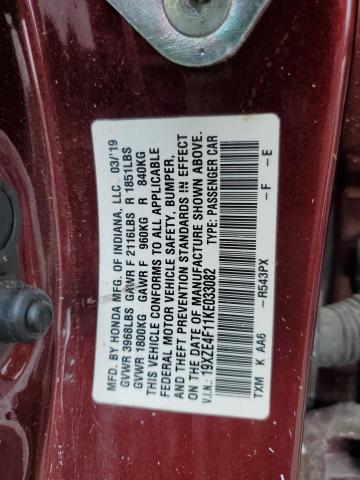 MFD. BY HONDA MFG. OF INDIANA, LLC 03/'19
GVWR 3968LBS GAWR F 2116LBS R 1851LBS
GVWR 1800KG GAWR F 960KG R 840KG
THIS VEHICLE CONFORMS TO ALL APPLICABLE
FEDERAL MOTOR VEHICLE SAFETY, BUMPER,
AND THEFT PREVENTION STANDARDS IN EFFECT
ON THE DATE OF MANUFACTURE SHOWN ABOVE.
V.I.N.: 19XZE4F11KE033082 TYPE: PASSENGER CAR
TXM K AA6 -R543PX -F -E